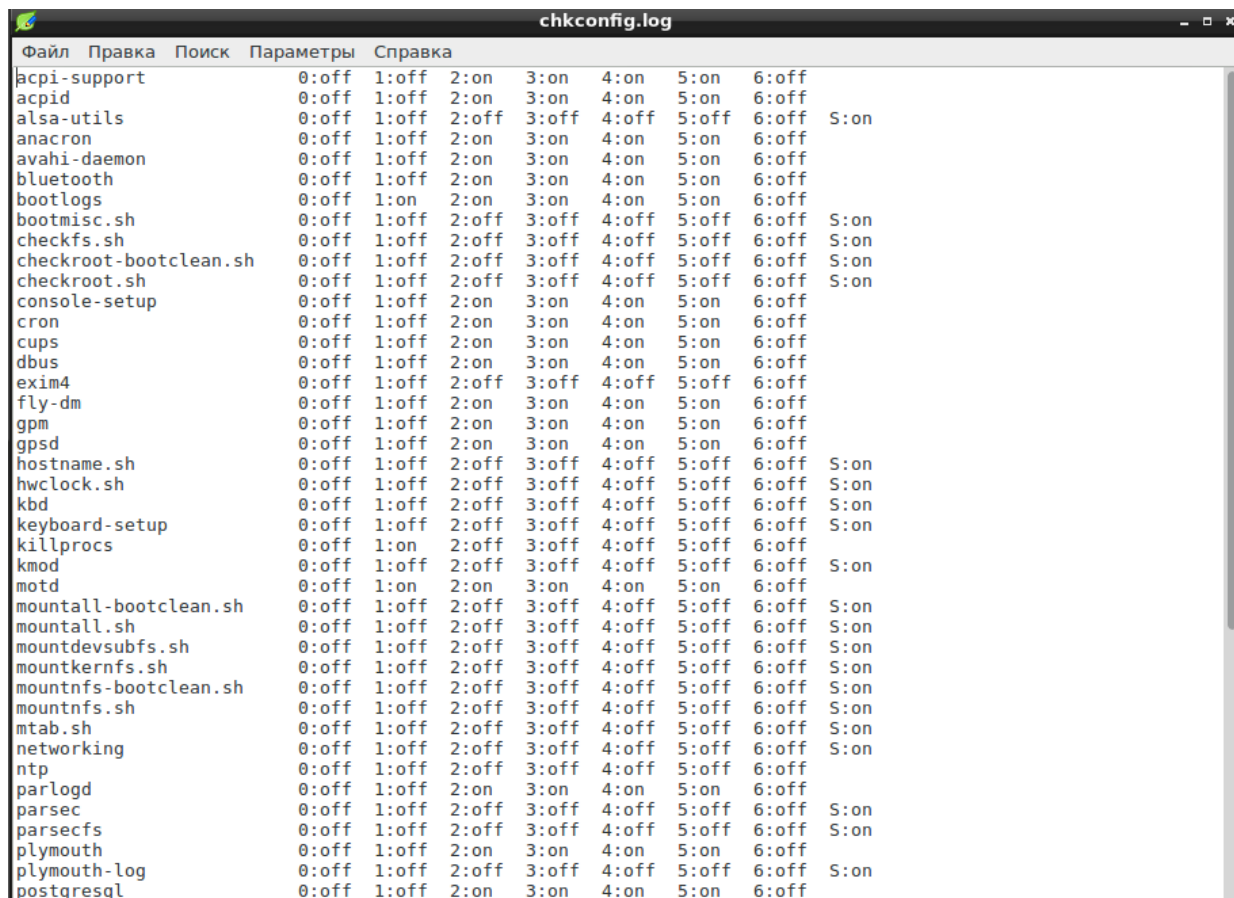 chkconfig.log
Файл Правка Поиск Параметры Справка
acpi-support 0:off 1:off 2:on 3:on 4:on 5:on 6:off
acpid 0:off 1:off 2:on 3:on 4:on 5:on 6:off
alsa-utils 0:off 1:off 2:off 3:off 4:off 5:off 6:off S:on
anacron 0:off 1:off 2:on 3:on 4:on 5:on 6:off
avahi-daemon 0:off 1:off 2:on 3:on 4:on 5:on 6:off
bluetooth 0:off 1:off 2:on 3:on 4:on 5:on 6:off
bootlogs 0:off 1:on 2:on 3:on 4:on 5:on 6:off
bootmisc.sh 0:off 1:off 2:off 3:off 4:off 5:off 6:off S:on
checkfs.sh 0:off 1:off 2:off 3:off 4:off 5:off 6:off S:on
checkroot-bootclean.sh 0:off 1:off 2:off 3:off 4:off 5:off 6:off S:on
checkroot.sh 0:off 1:off 2:off 3:off 4:off 5:off 6:off S:on
console-setup 0:off 1:off 2:on 3:on 4:on 5:on 6:off
cron 0:off 1:off 2:on 3:on 4:on 5:on 6:off
cups 0:off 1:off 2:on 3:on 4:on 5:on 6:off
dbus 0:off 1:off 2:on 3:on 4:on 5:on 6:off
exim4 0:off 1:off 2:off 3:off 4:off 5:off 6:off
fly-dm 0:off 1:off 2:on 3:on 4:on 5:on 6:off
gpm 0:off 1:off 2:on 3:on 4:on 5:on 6:off
gpsd 0:off 1:off 2:on 3:on 4:on 5:on 6:off
hostname.sh 0:off 1:off 2:off 3:off 4:off 5:off 6:off S:on
hwclock.sh 0:off 1:off 2:off 3:off 4:off 5:off 6:off S:on
kbd 0:off 1:off 2:off 3:off 4:off 5:off 6:off S:on
keyboard-setup 0:off 1:off 2:off 3:off 4:off 5:off 6:off S:on
killprocs 0:off 1:on 2:off 3:off 4:off 5:off 6:off
kmod 0:off 1:off 2:off 3:off 4:off 5:off 6:off S:on
motd 0:off 1:on 2:on 3:on 4:on 5:on 6:off
mountall-bootclean.sh 0:off 1:off 2:off 3:off 4:off 5:off 6:off S:on
mountall.sh 0:off 1:off 2:off 3:off 4:off 5:off 6:off S:on
mountdevsubfs.sh 0:off 1:off 2:off 3:off 4:off 5:off 6:off S:on
mountkernfs.sh 0:off 1:off 2:off 3:off 4:off 5:off 6:off S:on
mountnfs-bootclean.sh 0:off 1:off 2:off 3:off 4:off 5:off 6:off S:on
mountnfs.sh 0:off 1:off 2:off 3:off 4:off 5:off 6:off S:on
mtab.sh 0:off 1:off 2:off 3:off 4:off 5:off 6:off S:on
networking 0:off 1:off 2:off 3:off 4:off 5:off 6:off S:on
ntp 0:off 1:off 2:off 3:off 4:off 5:off 6:off
parlogd 0:off 1:off 2:on 3:on 4:on 5:on 6:off
parsec 0:off 1:off 2:off 3:off 4:off 5:off 6:off S:on
parsecfs 0:off 1:off 2:off 3:off 4:off 5:off 6:off S:on
plymouth 0:off 1:off 2:on 3:on 4:on 5:on 6:off
plymouth-log 0:off 1:off 2:off 3:off 4:off 5:off 6:off S:on
postgresql 0:off 1:off 2:on 3:on 4:on 5:on 6:off